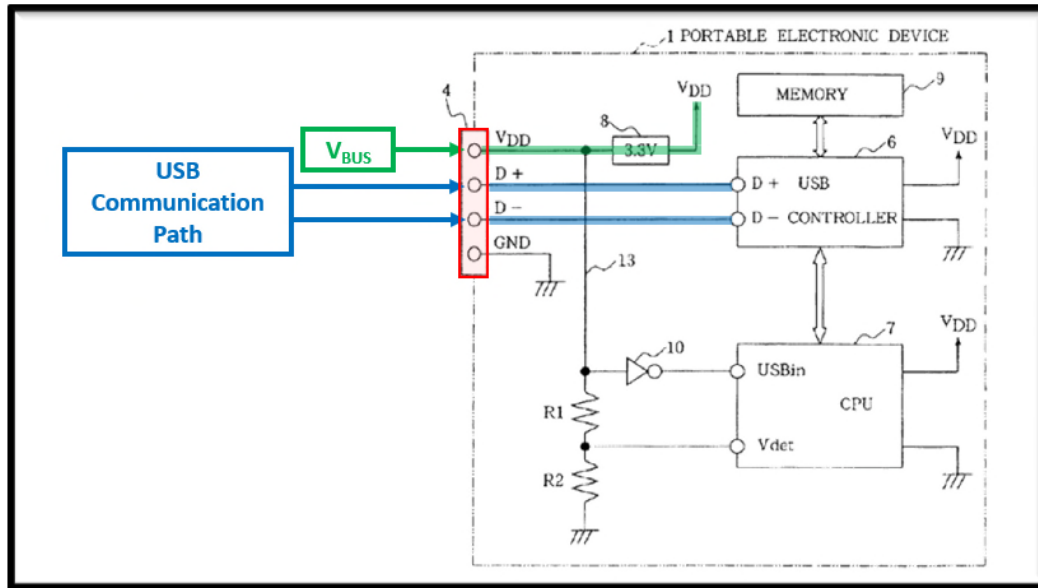 1 PORTABLE ELECTRONIC DEVICE
4
V_BUS
USB
Communication
Path
VDD
D +
D −
GND
8
3.3V
VDD
MEMORY
9
6
VDD
D + USB
D − CONTROLLER
13
10
7
VDD
USBin
CPU
Vdet
R1
R2